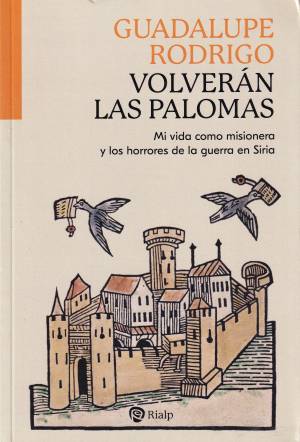 GUADALUPE
RODRIGO
VOLVERÁN
LAS PALOMAS
Mi vida como misionera
y los horrores de la guerra en Siria
Rialp